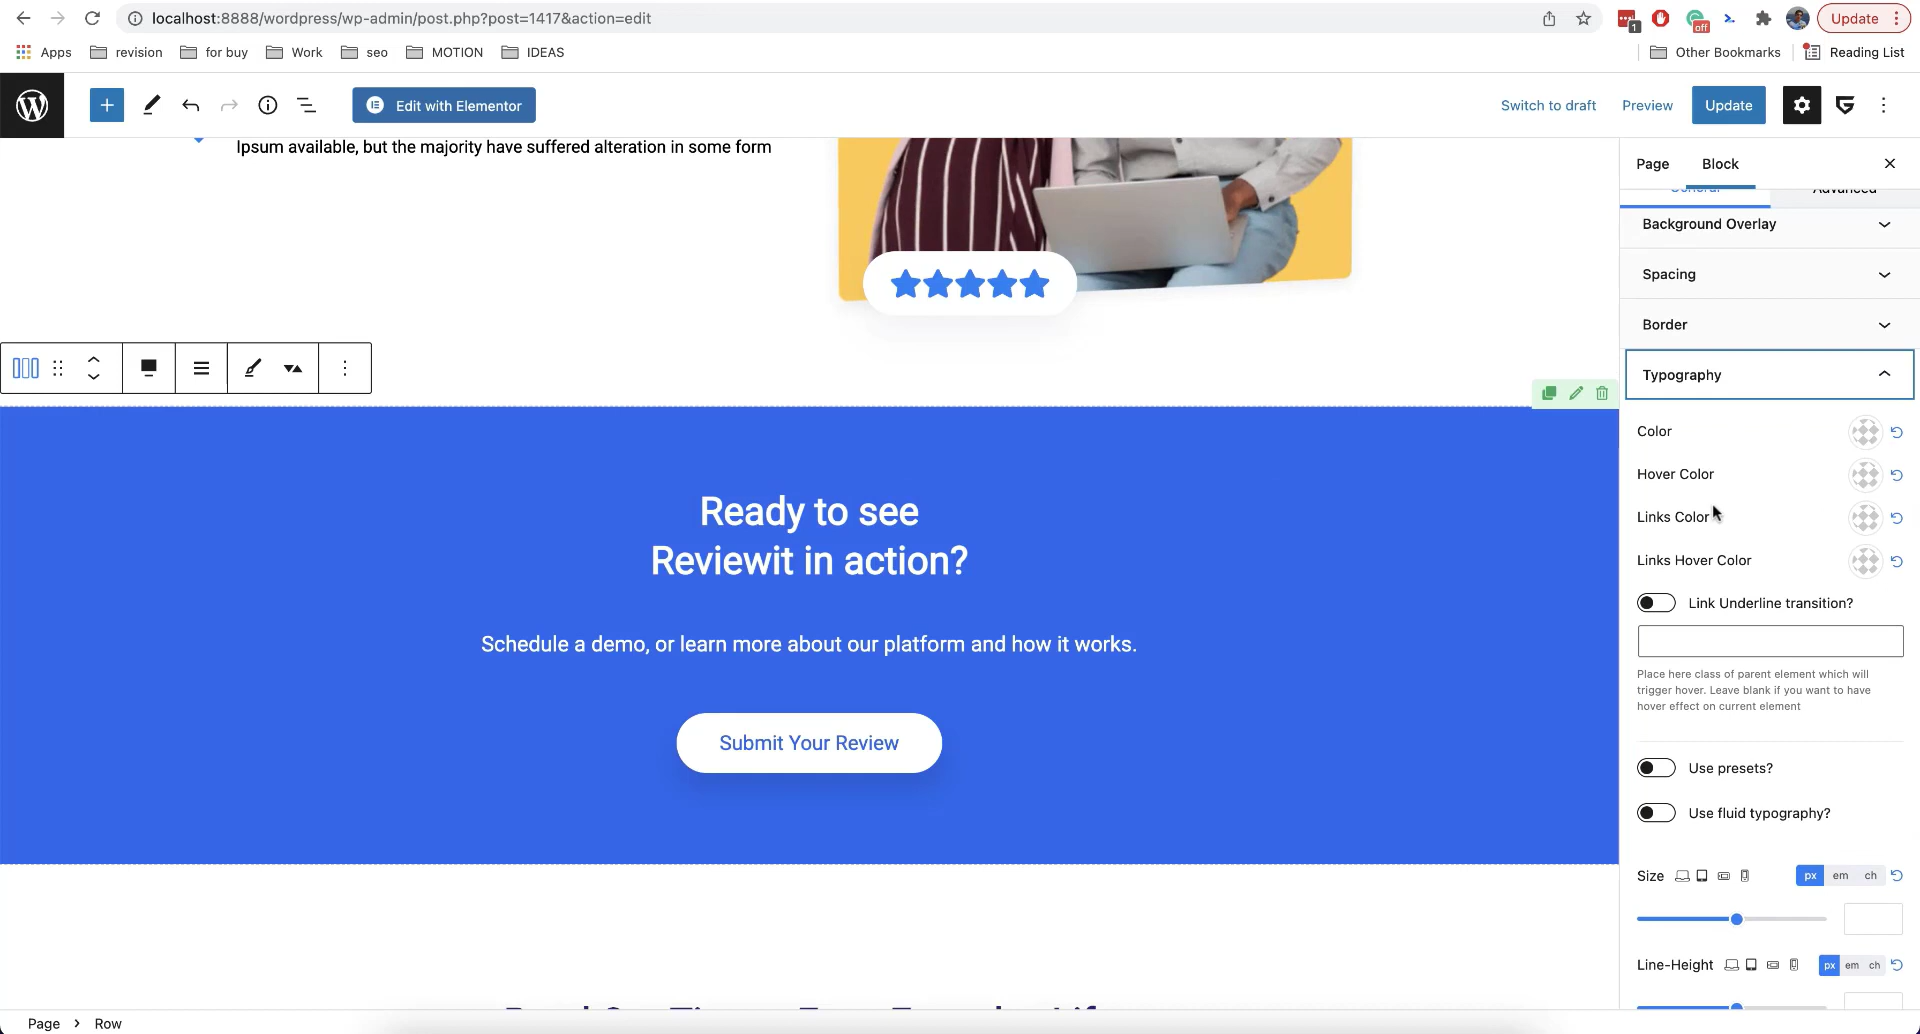 localhost:8888/wordpress/wp-admin/post.php?post=1417&action=edit
1
off
Update
Apps
revision
for buy
Work
seo
MOTION
IDEAS
Other Bookmarks
Reading List
Edit with Elementor
Switch to draft
Preview
Update
Ipsum available, but the majority have suffered alteration in some form
Page
Block
General
Advanced
Background Overlay
Spacing
Border
Typography
Color
Hover Color
Links Color
Links Hover Color
Link Underline transition?
Place here class of parent element which will
trigger hover. Leave blank if you want to have
hover effect on current element
Use presets?
Use fluid typography?
Size
px em ch
Line-Height
px em ch
Ready to see
Reviewit in action?
Schedule a demo, or learn more about our platform and how it works.
Submit Your Review
Page > Row